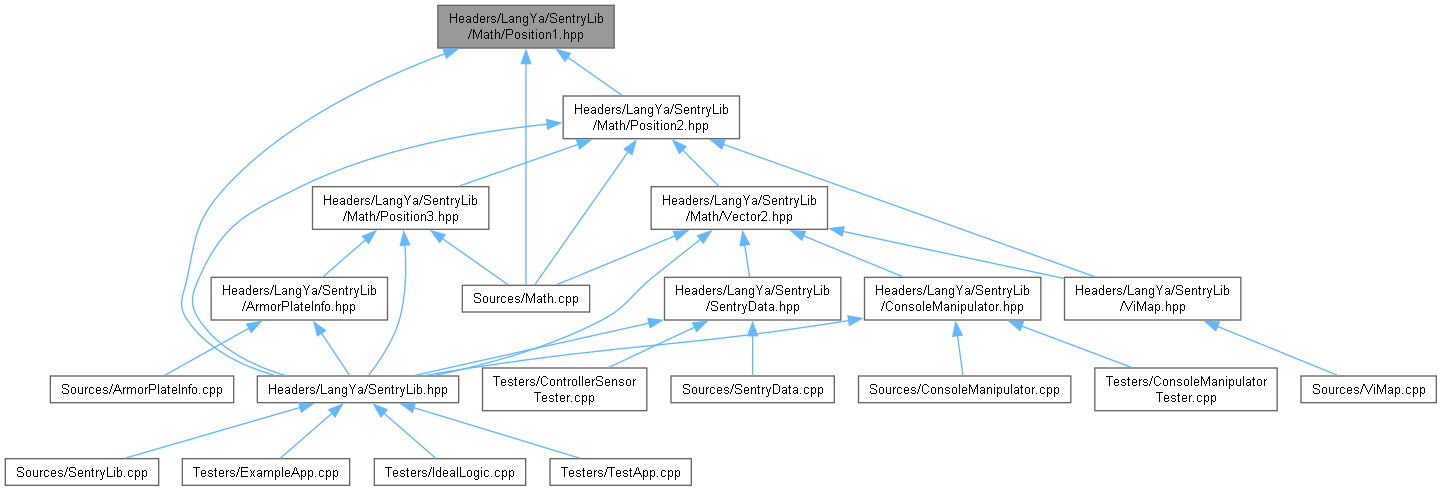 Headers/LangYa/SentryLib
/Math/Position1.hpp
Headers/LangYa/SentryLib
/Math/Position2.hpp
Headers/LangYa/SentryLib
/Math/Position3.hpp
Headers/LangYa/SentryLib
/Math/Vector2.hpp
Headers/LangYa/SentryLib
/ArmorPlateInfo.hpp
Sources/Math.cpp
Headers/LangYa/SentryLib
/SentryData.hpp
Headers/LangYa/SentryLib
/ConsoleManipulator.hpp
Headers/LangYa/SentryLib
/ViMap.hpp
Sources/ArmorPlateInfo.cpp
Headers/LangYa/SentryLib.hpp
Testers/ControllerSensor
Tester.cpp
Sources/SentryData.cpp
Sources/ConsoleManipulator.cpp
Testers/ConsoleManipulator
Tester.cpp
Sources/ViMap.cpp
Sources/SentryLib.cpp
Testers/ExampleApp.cpp
Testers/IdealLogic.cpp
Testers/TestApp.cpp